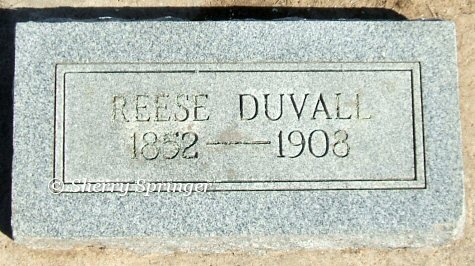 REESE DUVALL
1852 — 1908
© Sherry Springer